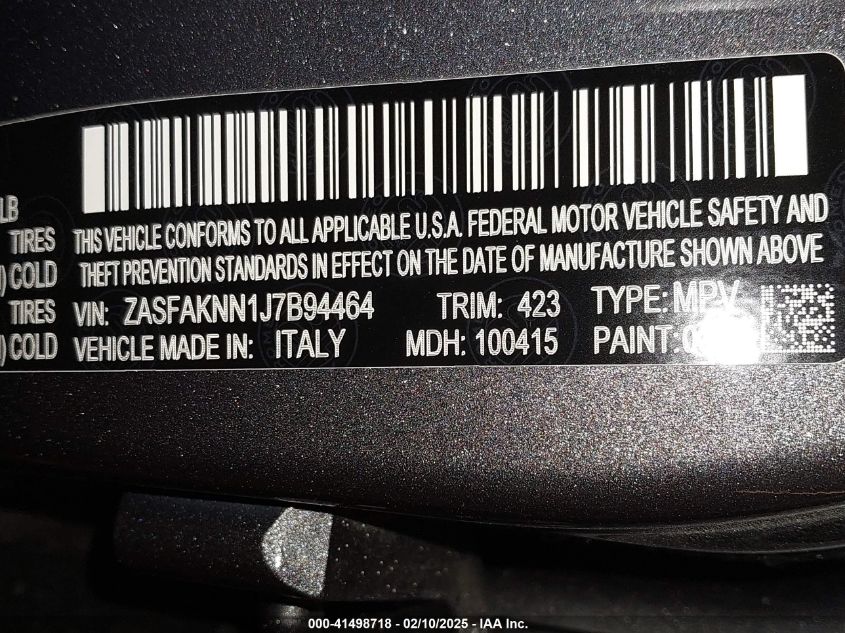 LB
TIRES THIS VEHICLE CONFORMS TO ALL APPLICABLE U.S.A. FEDERAL MOTOR VEHICLE SAFETY AND
) COLD THEFT PREVENTION STANDARDS IN EFFECT ON THE DATE OF MANUFACTURE SHOWN ABOVE
TIRES VIN: ZASFAKNN1J7B94464 TRIM: 423 TYPE: MPV
) COLD VEHICLE MADE IN: ITALY MDH: 100415 PAINT:
000-41498718 — 02/10/2025 — IAA Inc.